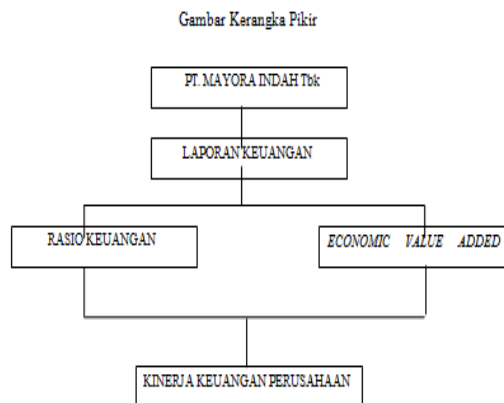 Gambar Kerangka Pikir
PT. MAYORA INDAH Tbk
LAPORAN KEUANGAN
RASIO KEUANGAN
ECONOMIC VALUE ADDED
KINERJA KEUANGAN PERUSAHAAN